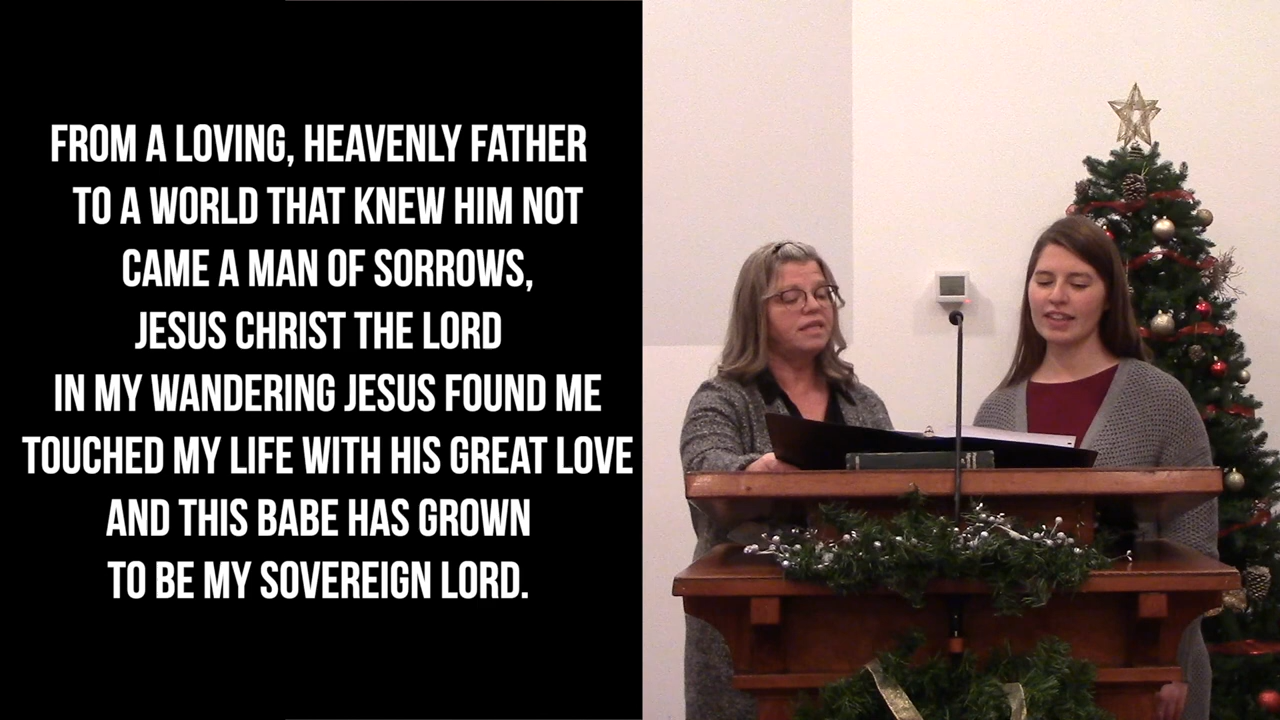 FROM A LOVING, HEAVENLY FATHER
TO A WORLD THAT KNEW HIM NOT
CAME A MAN OF SORROWS,
JESUS CHRIST THE LORD
IN MY WANDERING JESUS FOUND ME
TOUCHED MY LIFE WITH HIS GREAT LOVE
AND THIS BABE HAS GROWN
TO BE MY SOVEREIGN LORD.